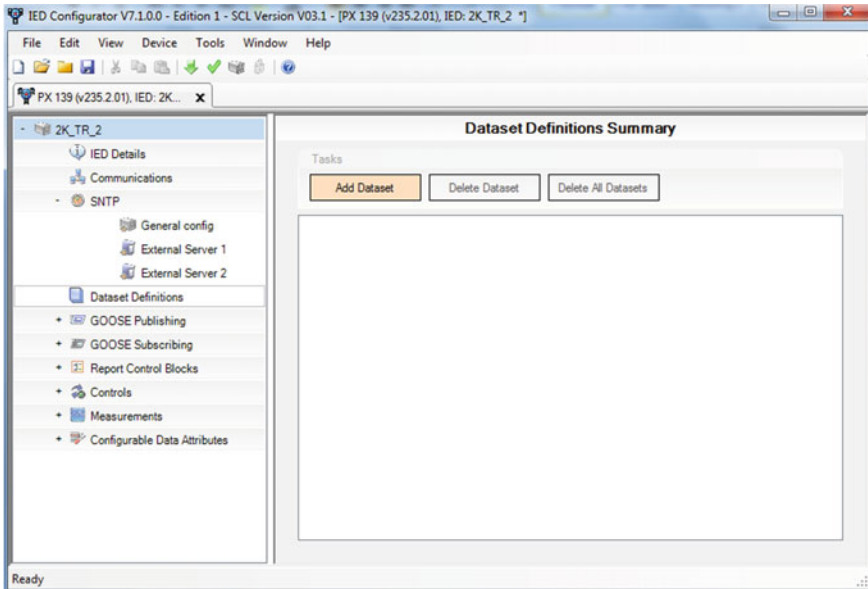 IED Configurator V7.1.0.0 - Edition 1 - SCL Version V03.1 - [PX 139 (v235.2.01), IED: 2K_TR_2 *]
File Edit View Device Tools Window Help
PX 139 (v235.2.01), IED: 2K... X
- 2K_TR_2
IED Details
Communications
- SNTP
General config
External Server 1
External Server 2
Dataset Definitions
+ GOOSE Publishing
+ GOOSE Subscribing
+ Report Control Blocks
+ Controls
+ Measurements
+ Configurable Data Attributes
Dataset Definitions Summary
Tasks
Add Dataset Delete Dataset Delete All Datasets
Ready